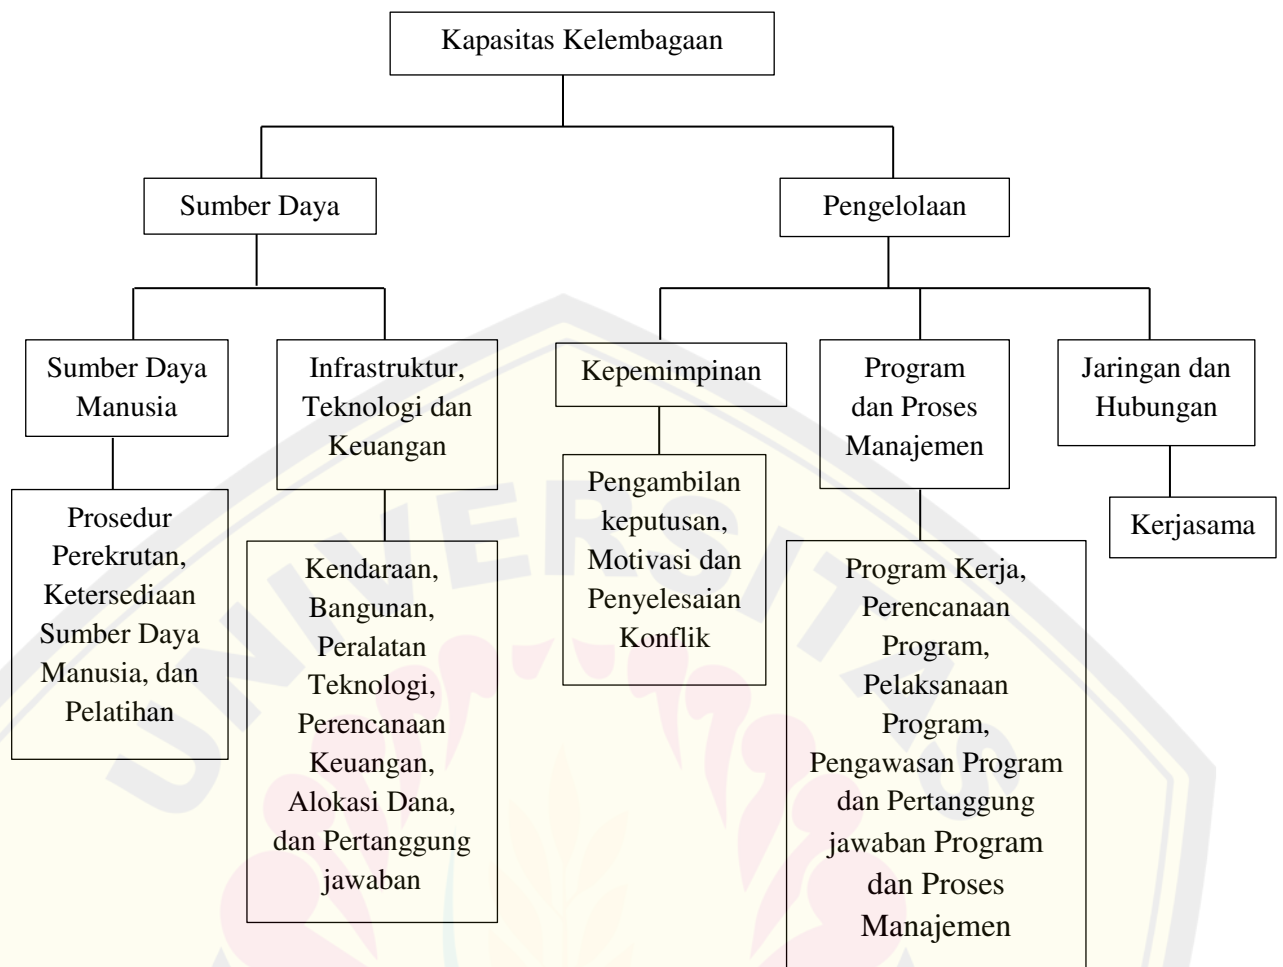 Kapasitas Kelembagaan
Sumber Daya
Pengelolaan
Sumber Daya
Manusia
Infrastruktur,
Teknologi dan
Keuangan
Kepemimpinan
Program
dan Proses
Manajemen
Jaringan dan
Hubungan
Prosedur
Perekrutan,
Ketersediaan
Sumber Daya
Manusia, dan
Pelatihan
Kendaraan,
Bangunan,
Peralatan
Teknologi,
Perencanaan
Keuangan,
Alokasi Dana,
dan Pertanggung
jawaban
Pengambilan
keputusan,
Motivasi dan
Penyelesaian
Konflik
Program Kerja,
Perencanaan
Program,
Pelaksanaan
Program,
Pengawasan Program
dan Pertanggung
jawaban Program
dan Proses
Manajemen
Kerjasama
UNIVERSITAS